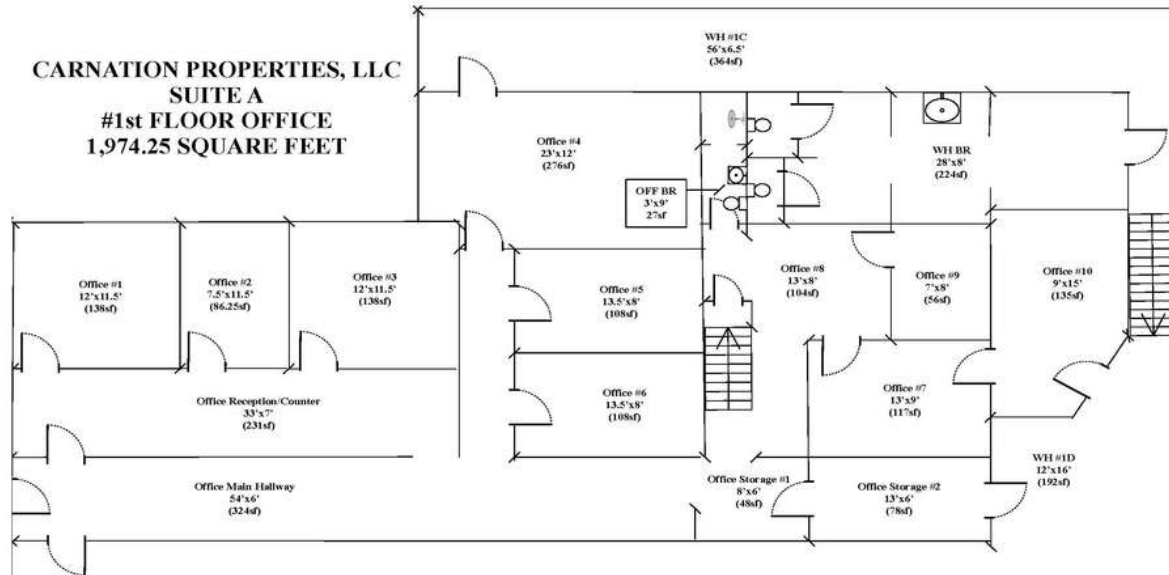 CARNATION PROPERTIES, LLC
SUITE A
#1st FLOOR OFFICE
1,974.25 SQUARE FEET
WH #1C
56'x6.5'
(364sf)
Office #4
23'x12'
(276sf)
WH BR
28'x8'
(224sf)
OFF BR
3'x9'
27sf
Office #1
12'x11.5'
(138sf)
Office #2
7.5'x11.5'
(86.25sf)
Office #3
12'x11.5'
(138sf)
Office #5
13.5'x8'
(108sf)
Office #8
13'x8'
(104sf)
Office #9
7'x8'
(56sf)
Office #10
9'x15'
(135sf)
Office #6
13.5'x8'
(108sf)
Office #7
13'x9'
(117sf)
Office Reception/Counter
33'x7'
(231sf)
WH #1D
12'x16'
(192sf)
Office Main Hallway
54'x6'
(324sf)
Office Storage #1
8'x6'
(48sf)
Office Storage #2
13'x6'
(78sf)